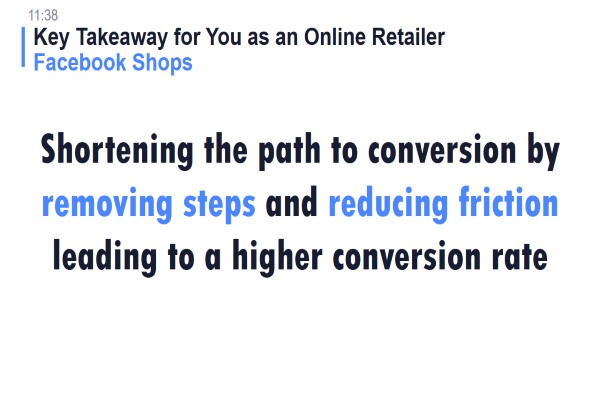 11:38
Key Takeaway for You as an Online Retailer
Facebook Shops
Shortening the path to conversion by
removing steps and reducing friction
leading to a higher conversion rate